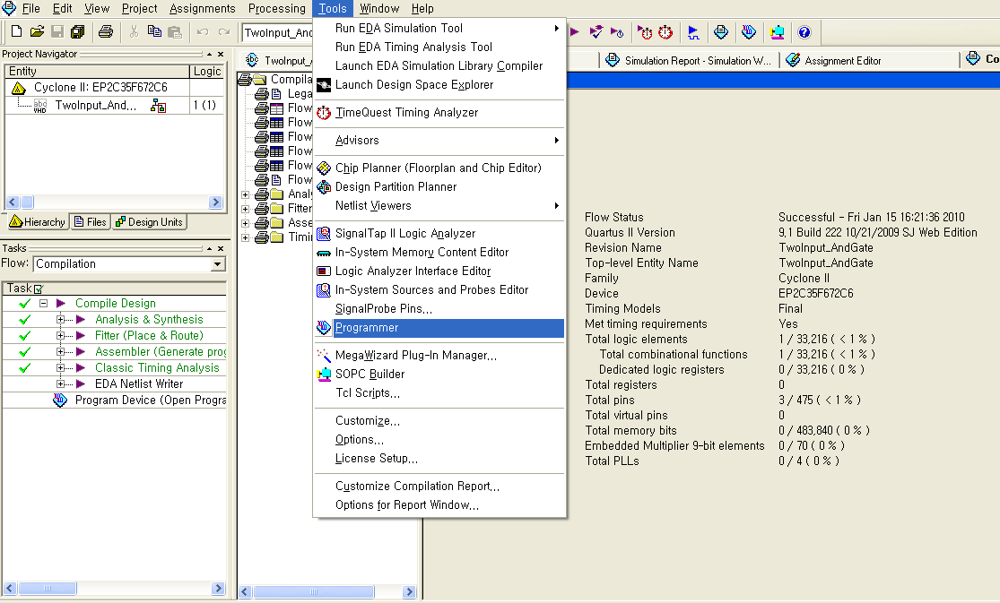 File Edit View Project Assignments Processing Tools Window Help
TwoInput_And
Project Navigator
Entity Logic
Cyclone II: EP2C35F672C6
abc VHD TwoInput_And... 1 (1)
Hierarchy Files Design Units
Tasks
Flow: Compilation
Task
Compile Design
Analysis & Synthesis
Fitter (Place & Route)
Assembler (Generate prog
Classic Timing Analysis
EDA Netlist Writer
Program Device (Open Progra
abc TwoInput_
Compila
Lega
Flow
Flow
Flow
Flow
Flow
Flow
Analy
Fitter
Asse
Timi
Run EDA Simulation Tool
Run EDA Timing Analysis Tool
Launch EDA Simulation Library Compiler
Launch Design Space Explorer
TimeQuest Timing Analyzer
Advisors
Chip Planner (Floorplan and Chip Editor)
Design Partition Planner
Netlist Viewers
SignalTap II Logic Analyzer
In-System Memory Content Editor
Logic Analyzer Interface Editor
In-System Sources and Probes Editor
SignalProbe Pins...
Programmer
MegaWizard Plug-In Manager...
SOPC Builder
Tcl Scripts...
Customize...
Options...
License Setup...
Customize Compilation Report...
Options for Report Window...
Simulation Report - Simulation W... Assignment Editor Co
Flow Status Successful - Fri Jan 15 16:21:36 2010
Quartus II Version 9.1 Build 222 10/21/2009 SJ Web Edition
Revision Name TwoInput_AndGate
Top-level Entity Name TwoInput_AndGate
Family Cyclone II
Device EP2C35F672C6
Timing Models Final
Met timing requirements Yes
Total logic elements 1 / 33,216 ( < 1 % )
Total combinational functions 1 / 33,216 ( < 1 % )
Dedicated logic registers 0 / 33,216 ( 0 % )
Total registers 0
Total pins 3 / 475 ( < 1 % )
Total virtual pins 0
Total memory bits 0 / 483,840 ( 0 % )
Embedded Multiplier 9-bit elements 0 / 70 ( 0 % )
Total PLLs 0 / 4 ( 0 % )